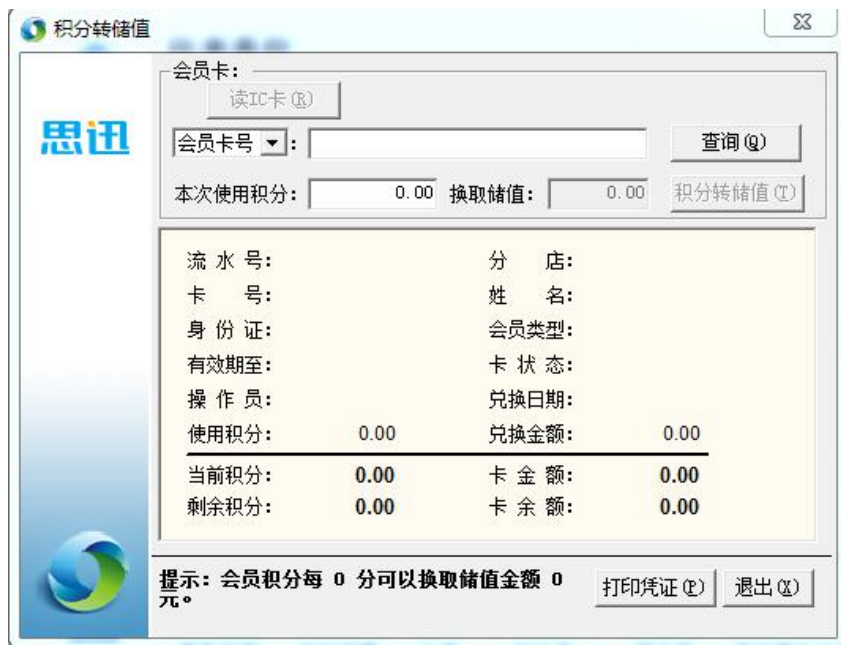 积分转储值
思迅
会员卡：
读IC卡(R)
会员卡号： 查询(Q)
本次使用积分： 0.00 换取储值： 0.00 积分转储值(T)
流 水 号： 分 店：
卡 号： 姓 名：
身 份 证： 会员类型：
有效期至： 卡 状 态：
操 作 员： 兑换日期：
使用积分： 0.00 兑换金额： 0.00
当前积分： 0.00 卡 金 额： 0.00
剩余积分： 0.00 卡 余 额： 0.00
提示：会员积分每 0 分可以换取储值金额 0
元。
打印凭证(P) 退出(X)